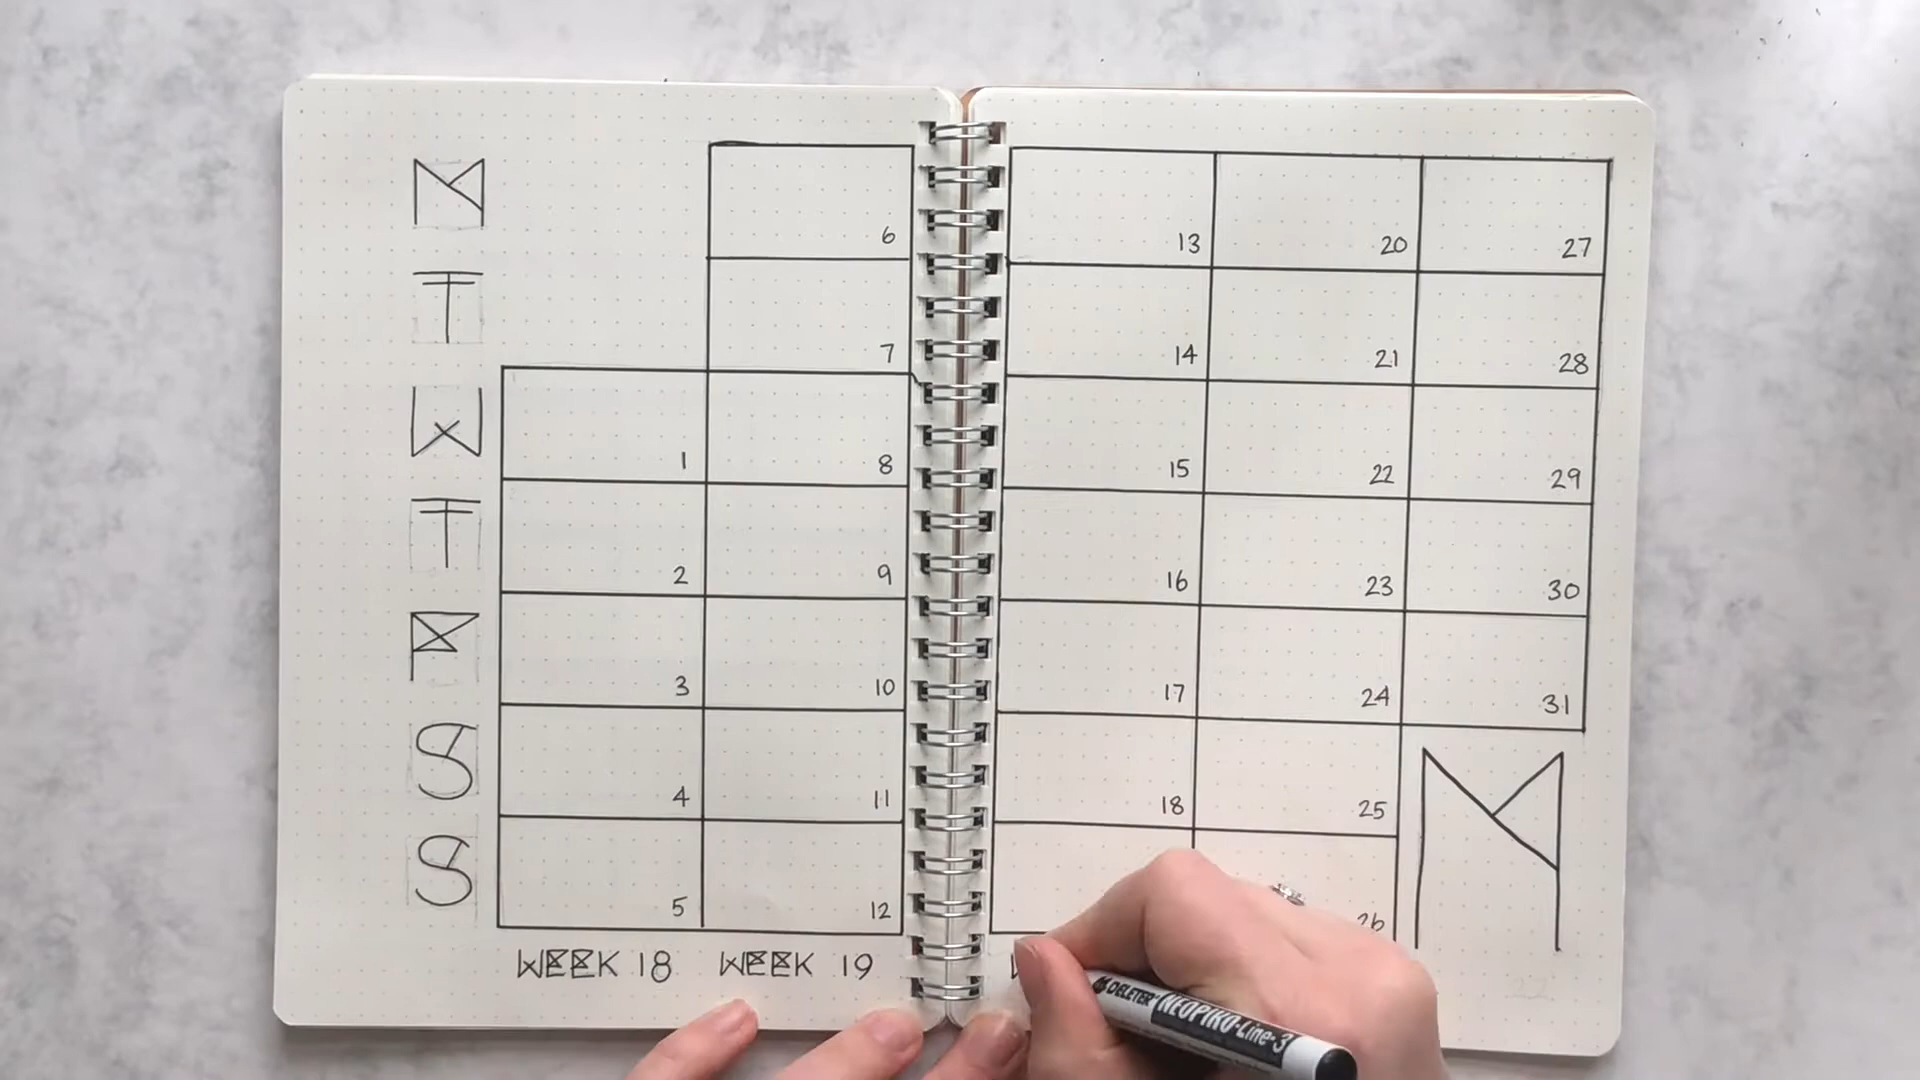 M 6 13 20 27
T 7 14 21 28
W 1 8 15 22 29
T 2 9 16 23 30
F 3 10 17 24 31
S 4 11 18 25
S 5 12 26
M
WEEK 18 WEEK 19 W
DELETER NEOPIKO-Line-3